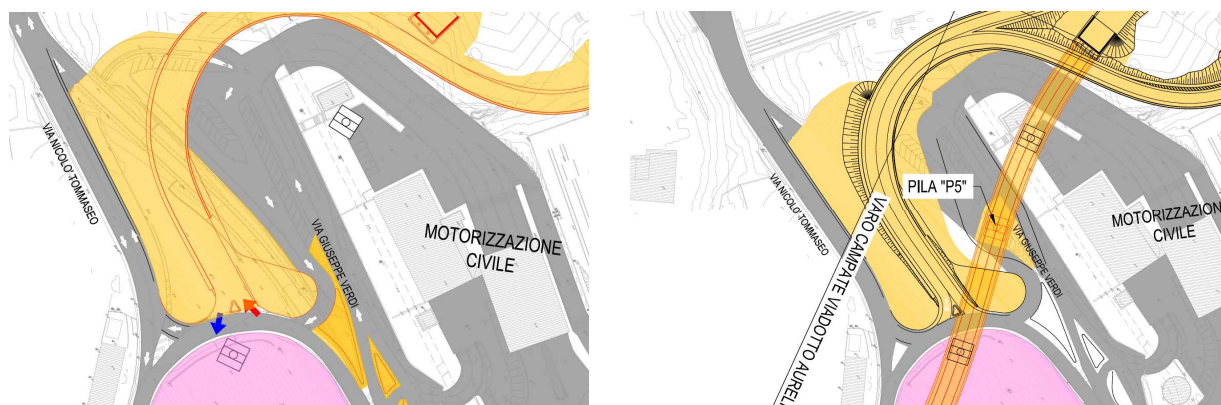 VIA NICOLO' TOMMASEO
VIA GIUSEPPE VERDI
MOTORIZZAZIONE
CIVILE
VIA NICOLO' TOMMASEO
VARO CAMPATE VIADOTTO AUREL
PILA "P5"
VIA GIUSEPPE VERDI
MOTORIZZAZIONE
CIVILE